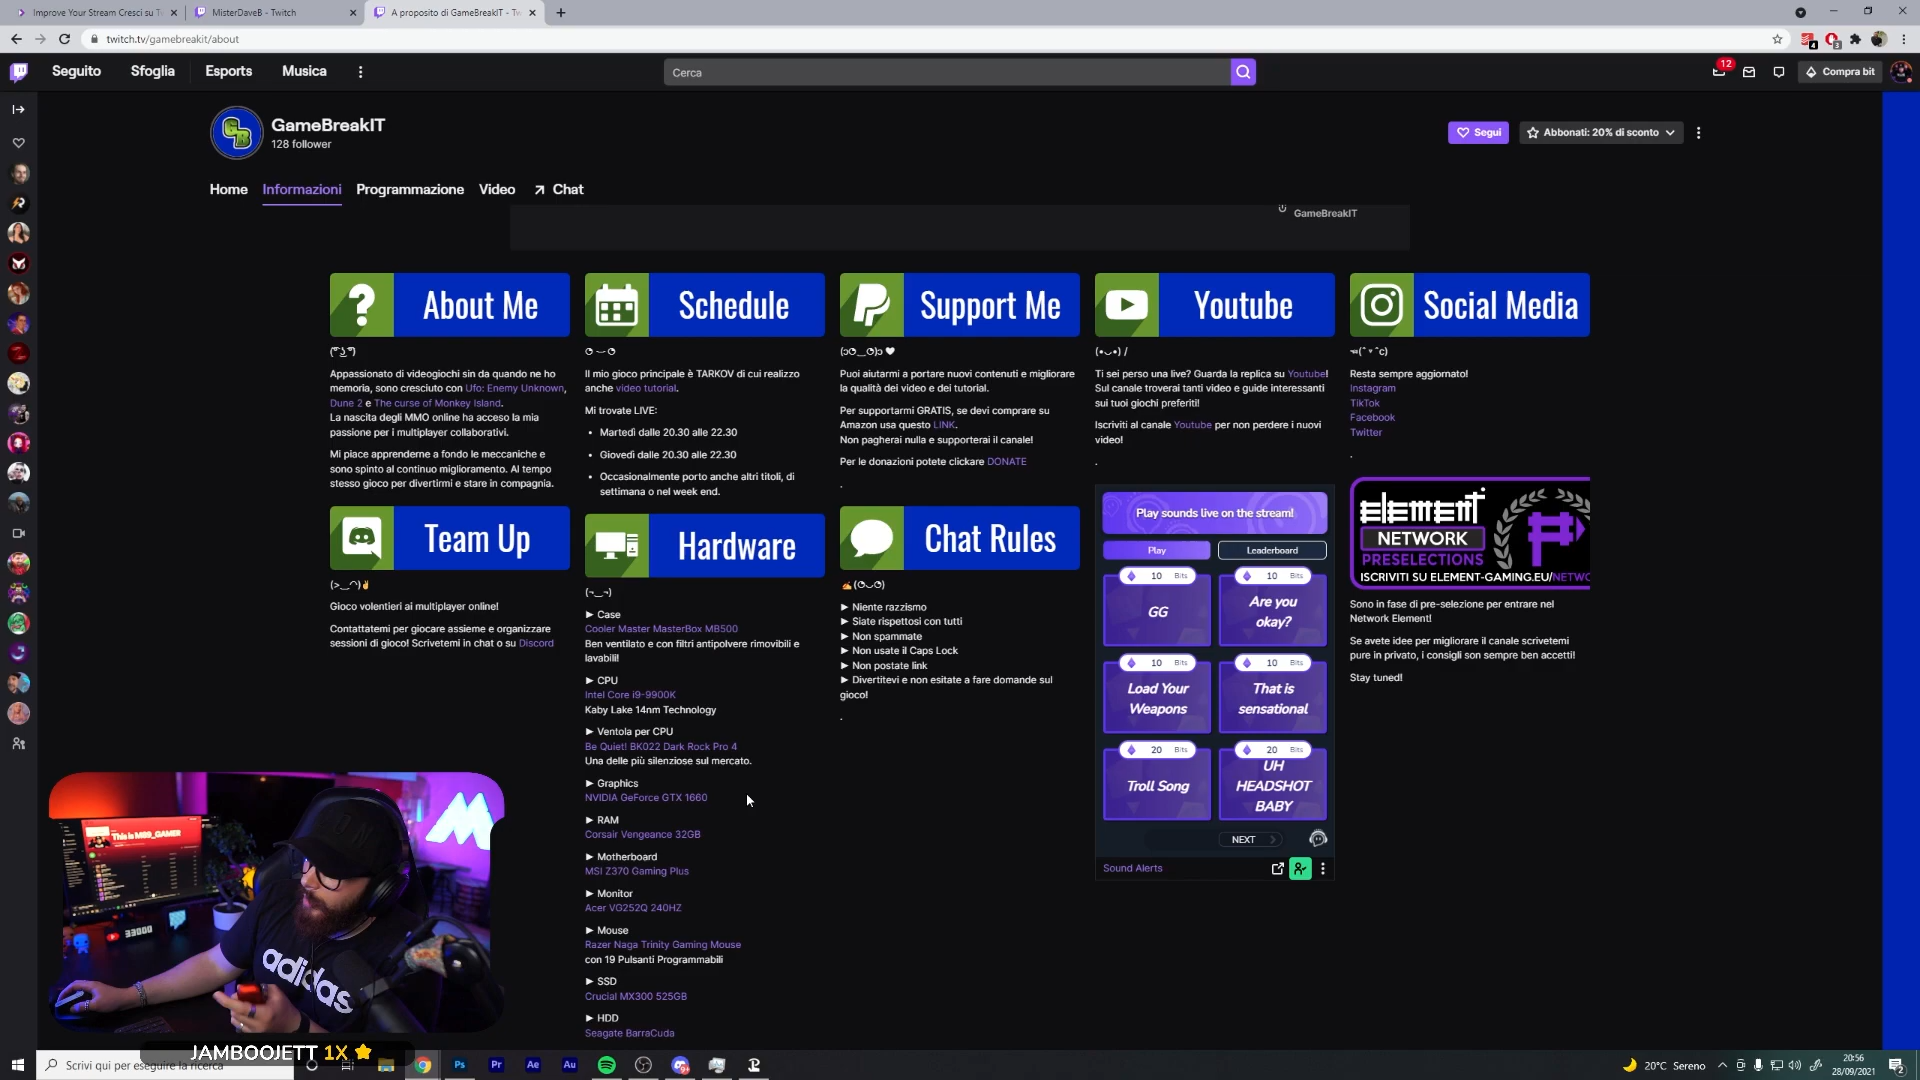 Improve Your Stream Cresci su Tw
MisterDaveB - Twitch
A proposito di GameBreakIT - Tw
twitch.tv/gamebreakit/about
4
3
Seguito
Sfoglia
Esports
Musica
Cerca
12
Compra bit
GameBreakIT
128 follower
Segui
Abbonati: 20% di sconto
Home
Informazioni
Programmazione
Video
Chat
GameBreakIT
About Me
( ͡° ͜ʖ ͡°)
Appassionato di videogiochi sin da quando ne ho
memoria, sono cresciuto con Ufo: Enemy Unknown,
Dune 2 e The curse of Monkey Island.
La nascita degli MMO online ha acceso la mia
passione per i multiplayer collaborativi.
Mi piace apprenderne a fondo le meccaniche e
sono spinto al continuo miglioramento. Al tempo
stesso gioco per divertirmi e stare in compagnia.
Schedule
Il mio gioco principale è TARKOV di cui realizzo
anche video tutorial.
Mi trovate LIVE:
• Martedì dalle 20.30 alle 22.30
• Giovedì dalle 20.30 alle 22.30
• Occasionalmente porto anche altri titoli, di
settimana o nel week end.
Support Me
Puoi aiutarmi a portare nuovi contenuti e migliorare
la qualità dei video e dei tutorial.
Per supportarmi GRATIS, se devi comprare su
Amazon usa questo LINK.
Non pagherai nulla e supporterai il canale!
Per le donazioni potete clickare DONATE
.
Youtube
Ti sei perso una live? Guarda la replica su Youtube!
Sul canale troverai tanti video e guide interessanti
sui tuoi giochi preferiti!
Iscriviti al canale Youtube per non perdere i nuovi
video!
.
Social Media
Resta sempre aggiornato!
Instagram
TikTok
Facebook
Twitter
.
Team Up
Gioco volentieri ai multiplayer online!
Contattatemi per giocare assieme e organizzare
sessioni di gioco! Scrivetemi in chat o su Discord
Hardware
(¬‿¬)
► Case
Cooler Master MasterBox MB500
Ben ventilato e con filtri antipolvere rimovibili e
lavabili!
► CPU
Intel Core i9-9900K
Kaby Lake 14nm Technology
► Ventola per CPU
Be Quiet! BK022 Dark Rock Pro 4
Una delle più silenziose sul mercato.
► Graphics
NVIDIA GeForce GTX 1660
► RAM
Corsair Vengeance 32GB
► Motherboard
MSI Z370 Gaming Plus
► Monitor
Acer VG252Q 240HZ
► Mouse
Razer Naga Trinity Gaming Mouse
con 19 Pulsanti Programmabili
► SSD
Crucial MX300 525GB
► HDD
Seagate BarraCuda
Chat Rules
► Niente razzismo
► Siate rispettosi con tutti
► Non spammate
► Non usate il Caps Lock
► Non postate link
► Divertitevi e non esitate a fare domande sul
gioco!
.
Play sounds live on the stream!
Play
Leaderboard
10 Bits
GG
10 Bits
Are you
okay?
10 Bits
Load Your
Weapons
10 Bits
That is
sensational
20 Bits
Troll Song
20 Bits
UH
HEADSHOT
BABY
NEXT
Sound Alerts
element
NETWORK
PRESELECTIONS
ISCRIVITI SU ELEMENT-GAMING.EU/NETWO
Sono in fase di pre-selezione per entrare nel
Network Element!
Se avete idee per migliorare il canale scrivetemi
pure in privato, i consigli son sempre ben accetti!
Stay tuned!
This is M89_GAMER
33000
adidas
JAMBOOJETT 1X
Scrivi qui per eseguire la ricerca
Ps
Pr
Ae
Au
20°C Sereno
20:56
28/09/2021
2